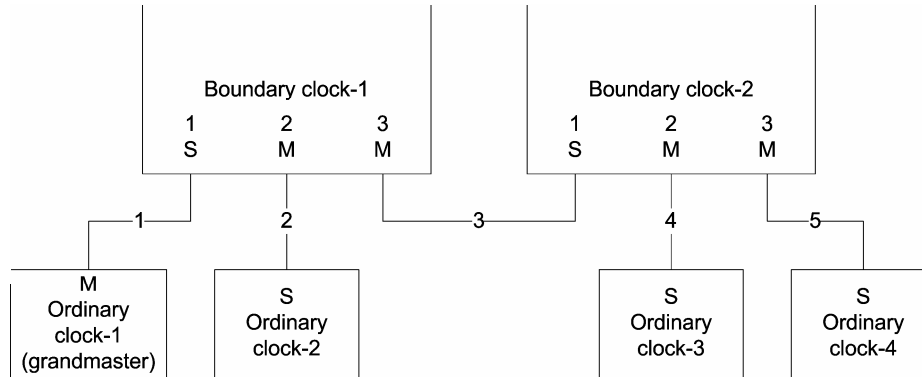 Boundary clock-1
1 2 3
S M M
Boundary clock-2
1 2 3
S M M
1
2
3
4
5
M
Ordinary
clock-1
(grandmaster)
S
Ordinary
clock-2
S
Ordinary
clock-3
S
Ordinary
clock-4